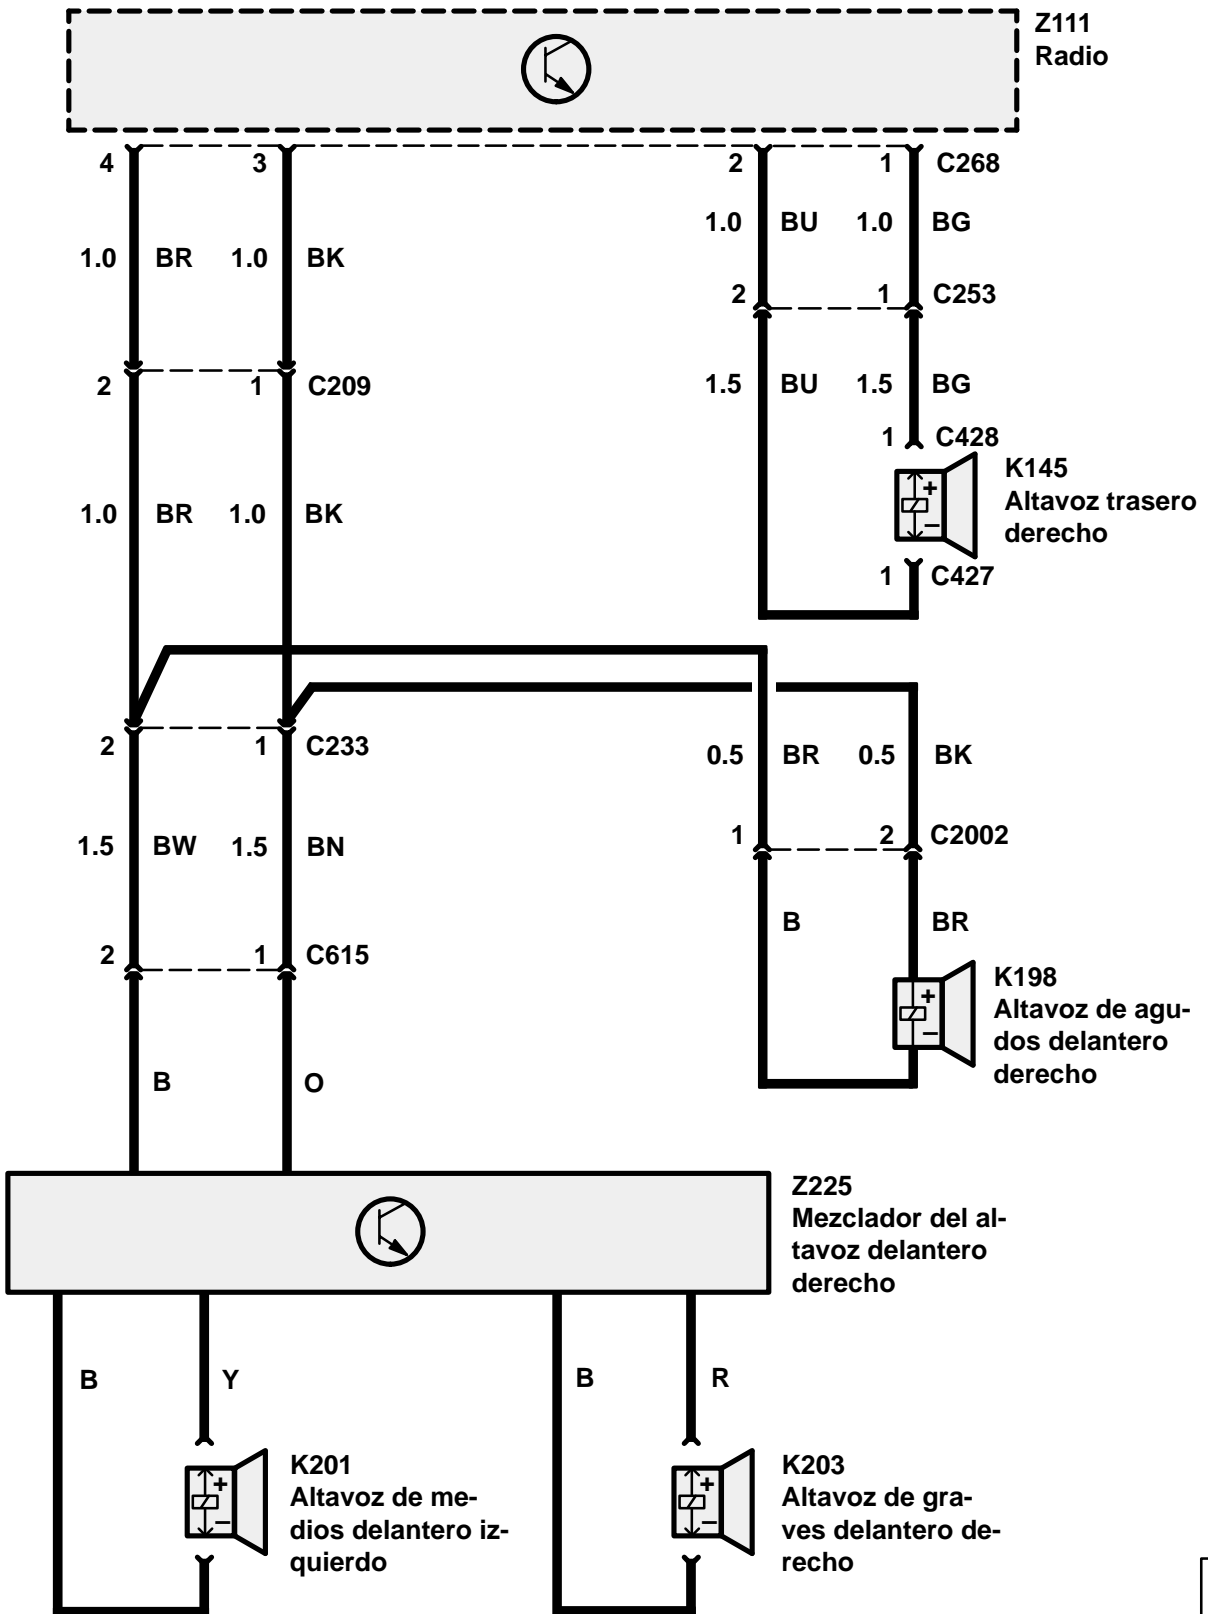 Z111
Radio
4 3 2 1 C268
1.0 BU 1.0 BG
1.0 BR 1.0 BK
2 1 C253
2 1 C209
1.5 BU 1.5 BG
1 C428
K145
Altavoz trasero
derecho
1.0 BR 1.0 BK
1 C427
2 1 C233
0.5 BR 0.5 BK
1.5 BW 1.5 BN
1 2 C2002
B BR
2 1 C615
K198
Altavoz de agu-
dos delantero
derecho
B O
Z225
Mezclador del al-
tavoz delantero
derecho
B Y B R
K201
Altavoz de me-
dios delantero iz-
quierdo
K203
Altavoz de gra-
ves delantero de-
recho